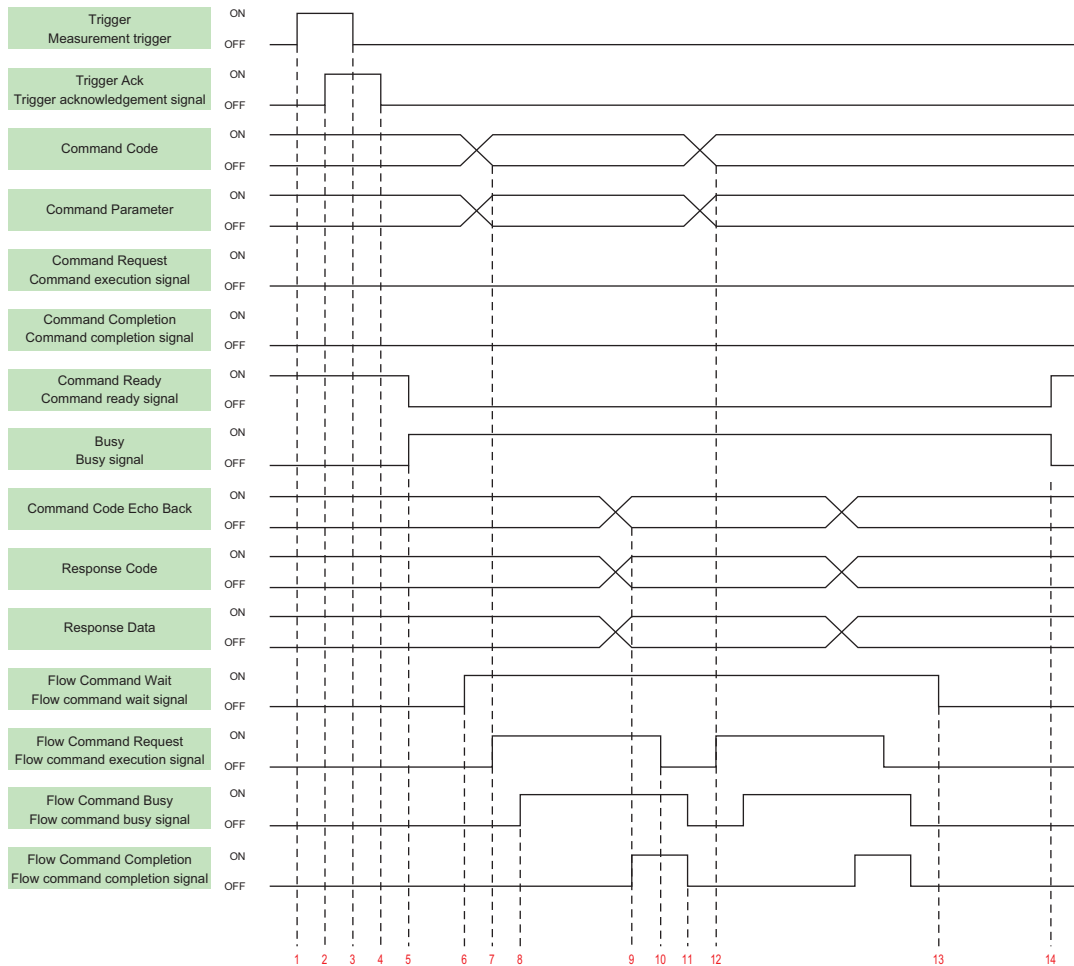 Trigger
Measurement trigger
ON
OFF
Trigger Ack
Trigger acknowledgement signal
ON
OFF
Command Code
ON
OFF
Command Parameter
ON
OFF
Command Request
Command execution signal
ON
OFF
Command Completion
Command completion signal
ON
OFF
Command Ready
Command ready signal
ON
OFF
Busy
Busy signal
ON
OFF
Command Code Echo Back
ON
OFF
Response Code
ON
OFF
Response Data
ON
OFF
Flow Command Wait
Flow command wait signal
ON
OFF
Flow Command Request
Flow command execution signal
ON
OFF
Flow Command Busy
Flow command busy signal
ON
OFF
Flow Command Completion
Flow command completion signal
ON
OFF
1 2 3 4 5 6 7 8 9 10 11 12 13 14